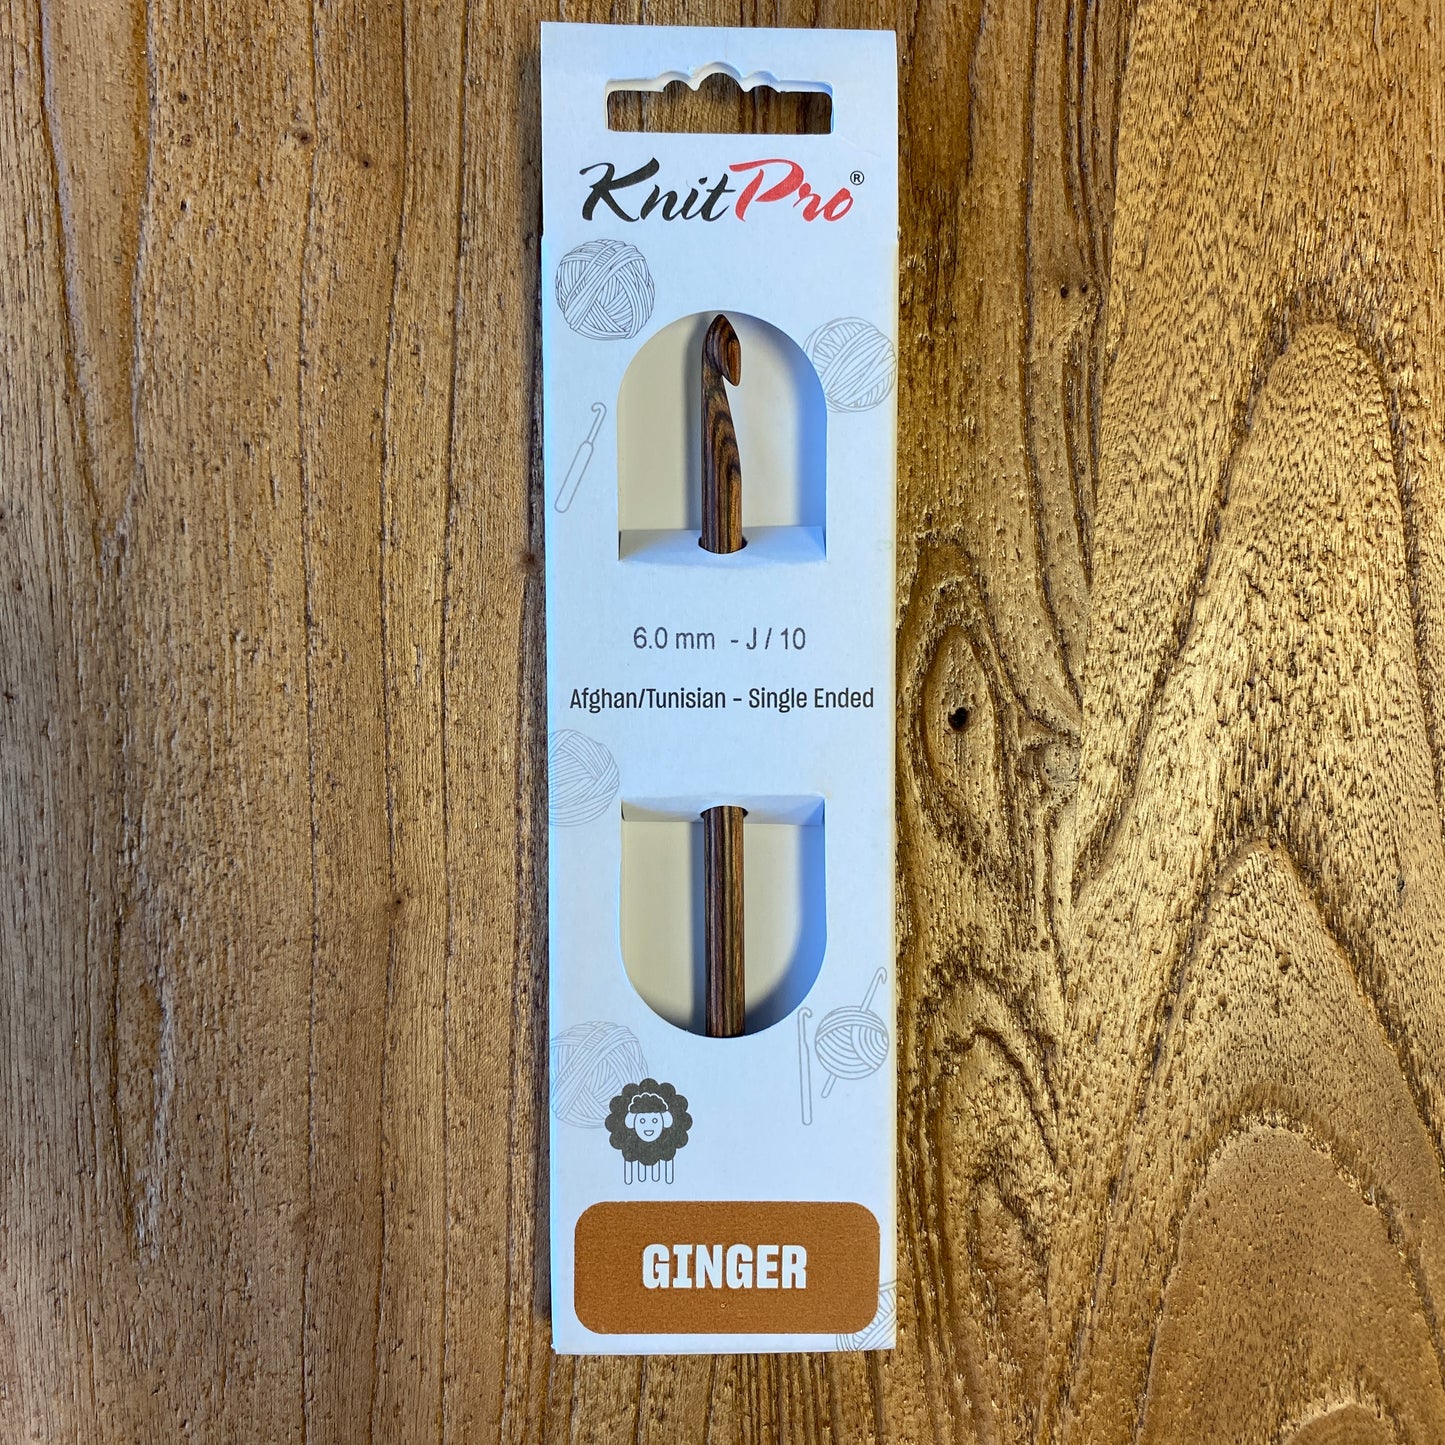 KnitPro®
6.0 mm - J / 10
Afghan/Tunisian - Single Ended
GINGER